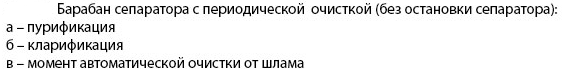 Барабан сепаратора с периодической очисткой (без остановки сепаратора):
а – пурификация
б – кларификация
в – момент автоматической очистки от шлама